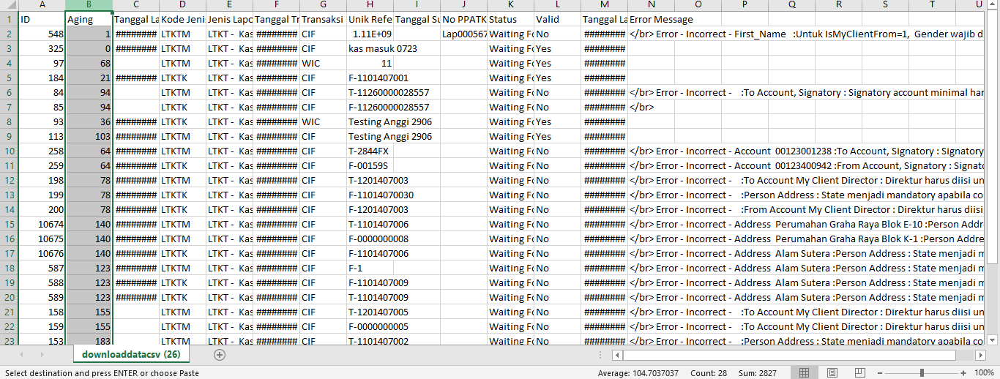 A B C D E F G H I J K L M N O P Q R S T U
1 ID Aging Tanggal La Kode Jeni Jenis Lapo Tanggal Tr Transaksi Unik Refe Tanggal Su No PPATK Status Valid Tanggal La Error Message
2 548 1 ######## LTKTM LTKT - Kas ######## CIF 1.11E+09 Lap000567 Waiting Fo No ######## </br> Error - Incorrect - First_Name :Untuk IsMyClientFrom=1, Gender wajib d
3 325 0 ######## LTKTM LTKT - Kas ######## CIF kas masuk 0723 Waiting Fo Yes ########
4 97 68 LTKTM LTKT - Kas ######## WIC 11 Waiting Fo Yes ########
5 184 21 ######## LTKTK LTKT - Kas ######## CIF F-1101407001 Waiting Fo Yes ########
6 84 94 LTKTM LTKT - Kas ######## CIF T-11260000028557 Waiting Fo No ######## </br> Error - Incorrect - :To Account, Signatory : Signatory account minimal har
7 85 94 LTKTK LTKT - Kas ######## CIF F-11260000028557 Waiting Fo No ######## </br>
8 93 36 ######## LTKTK LTKT - Kas ######## WIC Testing Anggi 2906 Waiting Fo Yes ########
9 113 103 ######## LTKTM LTKT - Kas ######## CIF Testing Anggi 2906 Waiting Fo Yes ########
10 258 64 ######## LTKTM LTKT - Kas ######## CIF T-2844FX Waiting Fo No ######## </br> Error - Incorrect - Account 00123001238 :To Account, Signatory : Signatory
11 259 64 ######## LTKTK LTKT - Kas ######## CIF F-00159S Waiting Fo No ######## </br> Error - Incorrect - Account 00123400942 :From Account, Signatory : Signato
12 198 78 ######## LTKTM LTKT - Kas ######## CIF T-1201407003 Waiting Fo No ######## </br> Error - Incorrect - :To Account My Client Director : Direktur harus diisi un
13 199 78 ######## LTKTK LTKT - Kas ######## CIF F-11014070030 Waiting Fo No ######## </br> Error - Incorrect - :Person Address : State menjadi mandatory apabila co
14 200 78 ######## LTKTK LTKT - Kas ######## CIF F-1201407003 Waiting Fo No ######## </br> Error - Incorrect - :From Account My Client Director : Direktur harus diisi
15 10674 140 ######## LTKTM LTKT - Kas ######## CIF T-1101407006 Waiting Fo No ######## </br> Error - Incorrect - Address Perumahan Graha Raya Blok E-10 :Person Addr
16 10675 140 ######## LTKTM LTKT - Kas ######## CIF F-0000000008 Waiting Fo No ######## </br> Error - Incorrect - Address Perumahan Graha Raya Blok K-1 :Person Addre
17 10676 140 ######## LTKTK LTKT - Kas ######## CIF F-1101407006 Waiting Fo No ######## </br> Error - Incorrect - Address Alam Sutera :Person Address : State menjadi m
18 587 123 ######## LTKTM LTKT - Kas ######## CIF F-1 Waiting Fo No ######## </br> Error - Incorrect - Address Alam Sutera :Person Address : State menjadi m
19 588 123 ######## LTKTK LTKT - Kas ######## CIF F-1101407009 Waiting Fo No ######## </br> Error - Incorrect - Address Alam Sutera :Person Address : State menjadi m
20 589 123 ######## LTKTK LTKT - Kas ######## CIF T-1101407009 Waiting Fo No ######## </br> Error - Incorrect - Address Alam Sutera :Person Address : State menjadi m
21 158 155 LTKTM LTKT - Kas ######## CIF T-1201407005 Waiting Fo No ######## </br> Error - Incorrect - :To Account My Client Director : Direktur harus diisi un
22 159 155 LTKTM LTKT - Kas ######## CIF F-0000000005 Waiting Fo No ######## </br> Error - Incorrect - :To Account My Client Director : Direktur harus diisi un
23 153 183 LTKTM LTKT - Kas ######## CIF T-1101407002 Waiting Fo No ######## </br> Error - Incorrect - :Person Address : State menjadi mandatory apabila co
downloaddatacsv (26)
Select destination and press ENTER or choose Paste Average: 104.7037037 Count: 28 Sum: 2827 100%